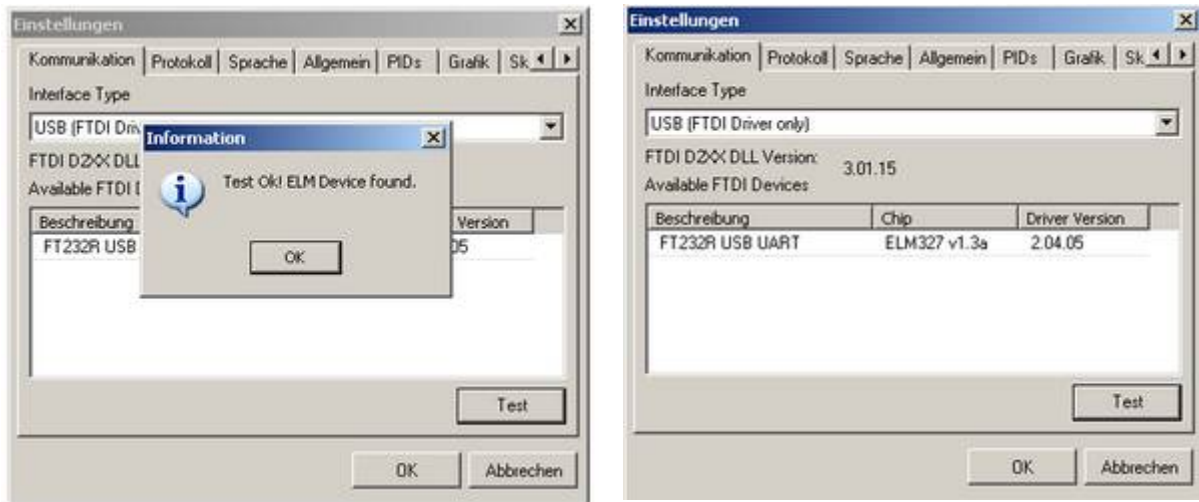 Einstellungen
Kommunikation Protokoll Sprache Allgemein PIDs Grafik Sk
Interface Type
USB (FTDI Driv
Information
Test Ok! ELM Device found.
OK
FTDI D2XX DLL
Available FTDI D
Beschreibung Version
FT232R USB 05
Test
OK Abbrechen
Einstellungen
Kommunikation Protokoll Sprache Allgemein PIDs Grafik Sk
Interface Type
USB (FTDI Driver only)
FTDI D2XX DLL Version: 3.01.15
Available FTDI Devices
Beschreibung Chip Driver Version
FT232R USB UART ELM327 v1.3a 2.04.05
Test
OK Abbrechen